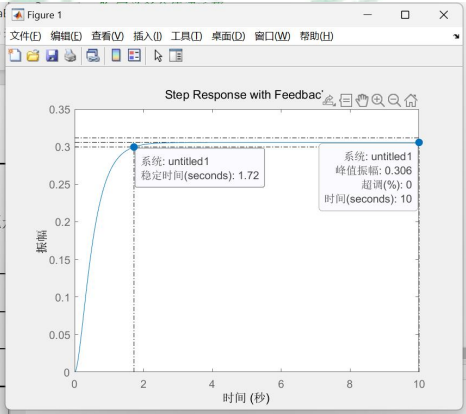 Figure 1
文件(F) 编辑(E) 查看(V) 插入(I) 工具(T) 桌面(D) 窗口(W) 帮助(H)
Step Response with Feedbac
0.35
0.3
0.25
0.2
0.15
0.1
0.05
0
振幅
系统: untitled1
稳定时间(seconds): 1.72
系统: untitled1
峰值振幅: 0.306
超调(%): 0
时间(seconds): 10
0 2 4 6 8 10
时间 (秒)